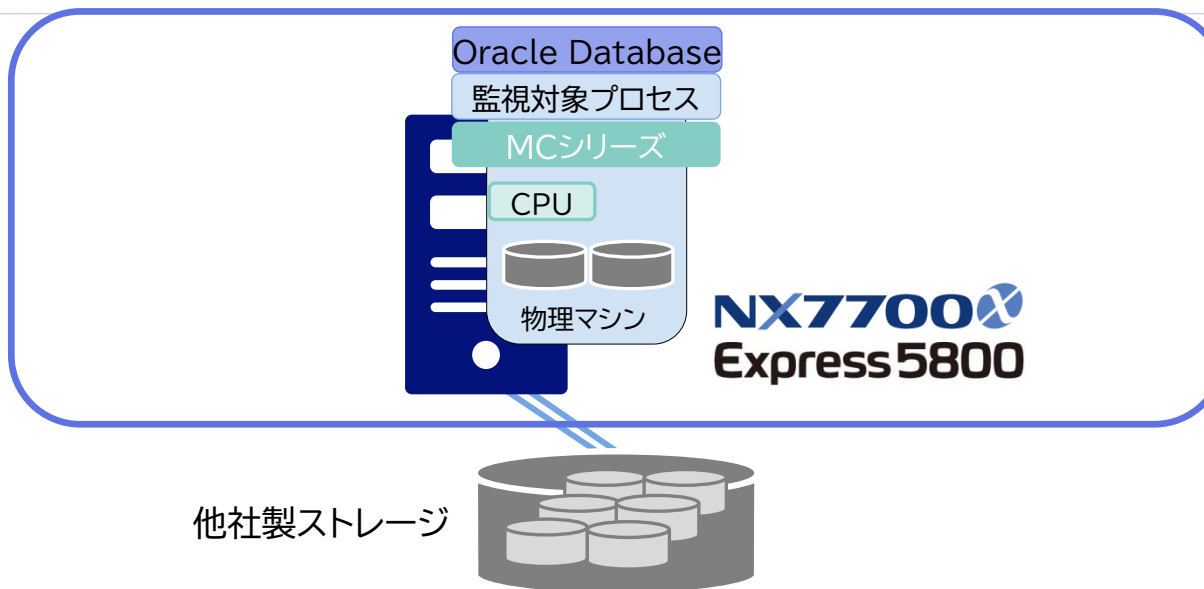 Oracle Database
監視対象プロセス
MCシリーズ
CPU
物理マシン
NX7700x
Express5800
他社製ストレージ